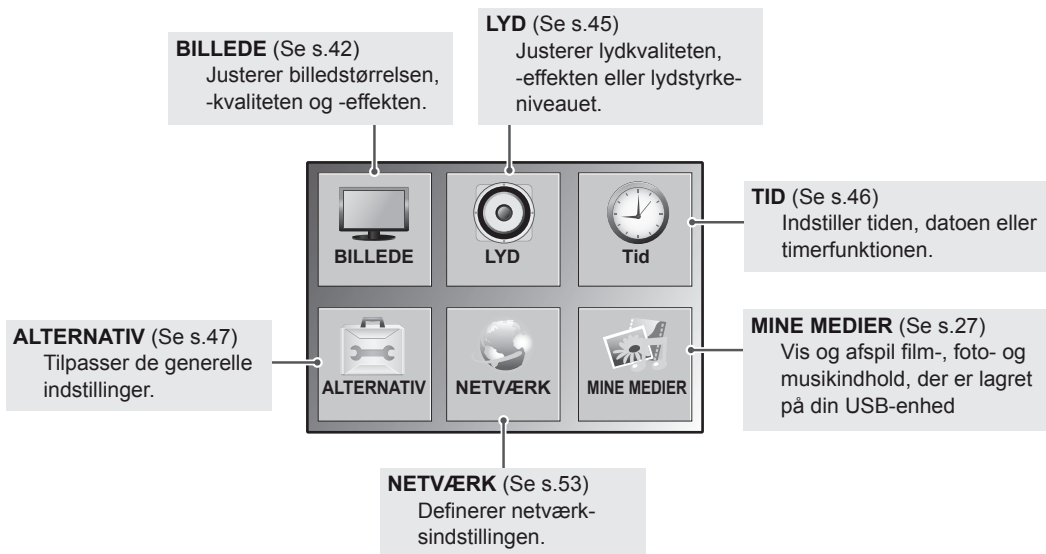 BILLEDE (Se s.42)
Justerer billedstørrelsen,
-kvaliteten og -effekten.
LYD (Se s.45)
Justerer lydkvaliteten,
-effekten eller lydstyrke-
niveauet.
BILLEDE
LYD
Tid
TID (Se s.46)
Indstiller tiden, datoen eller
timerfunktionen.
ALTERNATIV (Se s.47)
Tilpasser de generelle
indstillinger.
ALTERNATIV
NETVÆRK
MINE MEDIER
MINE MEDIER (Se s.27)
Vis og afspil film-, foto- og
musikindhold, der er lagret
på din USB-enhed
NETVÆRK (Se s.53)
Definerer netværk-
sindstillingen.